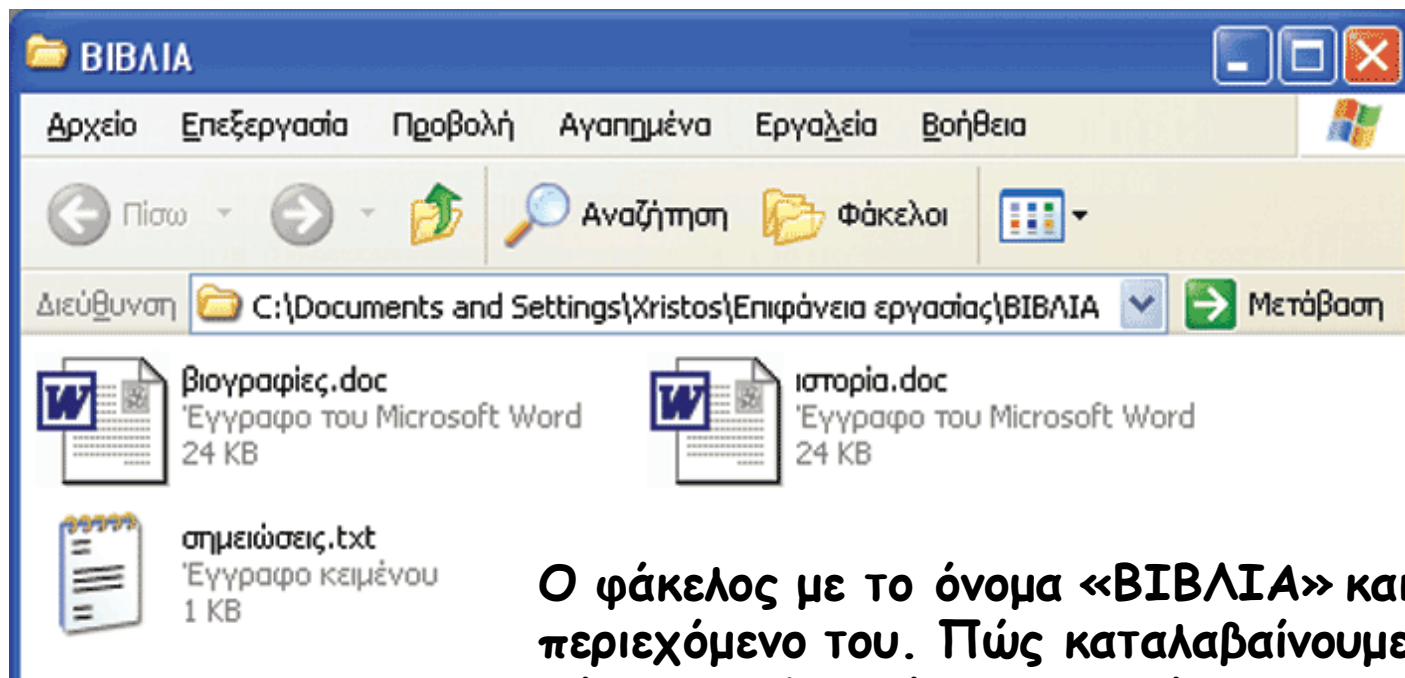 ΒΙΒΛΙΑ
Αρχείο Επεξεργασία Προβολή Αγαπημένα Εργαλεία Βοήθεια
Πίσω Αναζήτηση Φάκελοι
Διεύθυνση C:\Documents and Settings\Xristos\Επιφάνεια εργασίας\ΒΙΒΛΙΑ Μετάβαση
βιογραφίες.doc
Έγγραφο του Microsoft Word
24 KB
ιστορία.doc
Έγγραφο του Microsoft Word
24 KB
σημειώσεις.txt
Έγγραφο κειμένου
1 KB
Ο φάκελος με το όνομα «ΒΙΒΛΙΑ» και
περιεχόμενο του. Πώς καταλαβαίνουμε